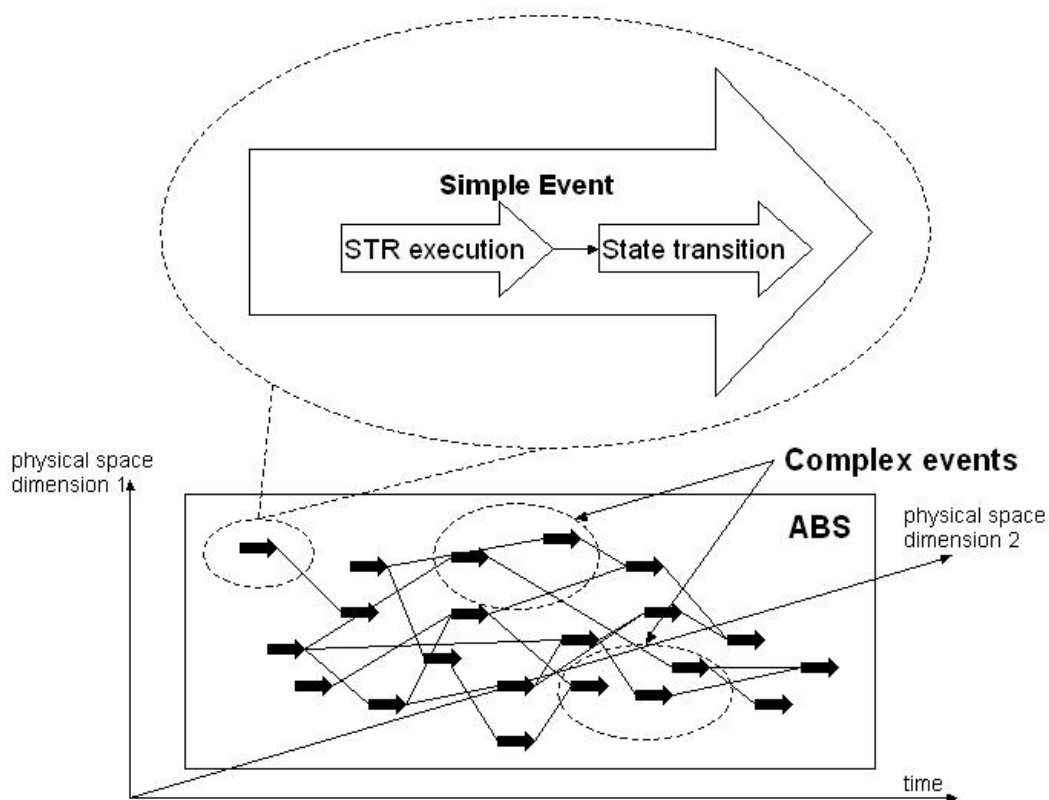 Simple Event
STR execution
State transition
physical space
dimension 1
Complex events
ABS
physical space
dimension 2
time